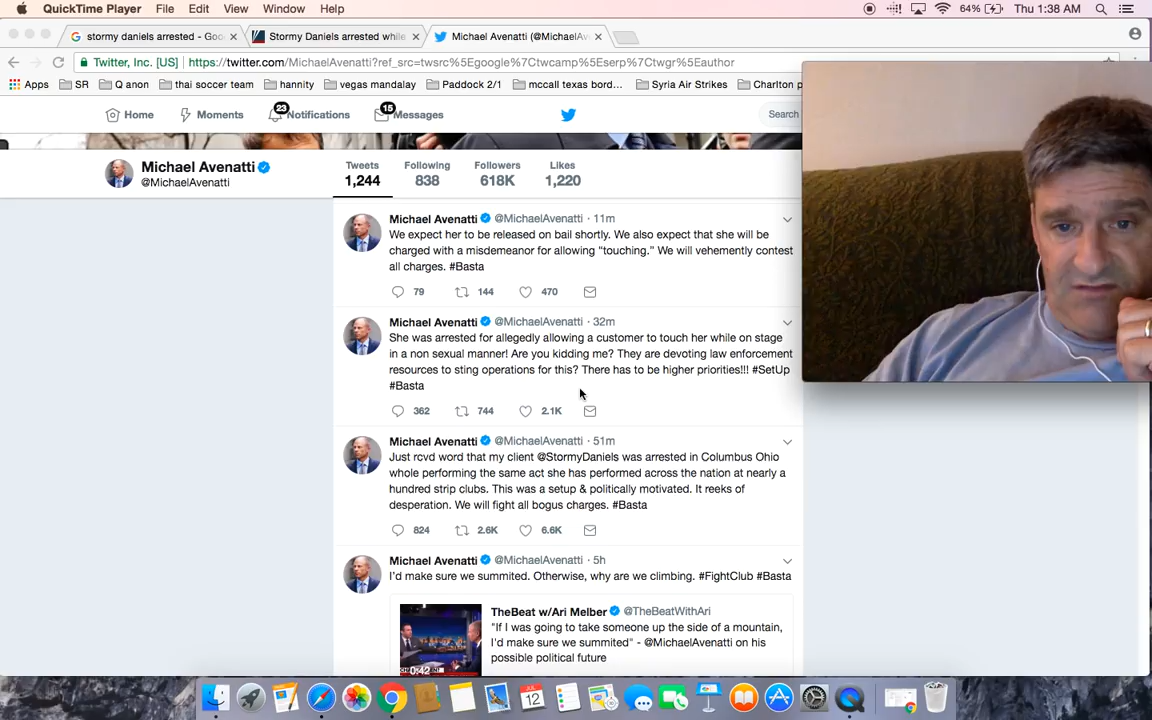 QuickTime Player File Edit View Window Help 64% Thu 1:38 AM
stormy daniels arrested - Goo Stormy Daniels arrested while Michael Avenatti (@MichaelAv
Twitter, Inc. [US] https://twitter.com/MichaelAvenatti?ref_src=twsrc%5Egoogle%7Ctwcamp%5Eserp%7Ctwgr%5Eauthor
Apps SR Q anon thai soccer team hannity vegas mandalay Paddock 2/1 mccall texas bord... Syria Air Strikes Charlton p
Home Moments 23 Notifications 15 Messages Search
Michael Avenatti
@MichaelAvenatti
Tweets Following Followers Likes
1,244 838 618K 1,220
Michael Avenatti @MichaelAvenatti · 11m
We expect her to be released on bail shortly. We also expect that she will be
charged with a misdemeanor for allowing “touching.” We will vehemently contest
all charges. #Basta
79 144 470
Michael Avenatti @MichaelAvenatti · 32m
She was arrested for allegedly allowing a customer to touch her while on stage
in a non sexual manner! Are you kidding me? They are devoting law enforcement
resources to sting operations for this? There has to be higher priorities!!! #SetUp
#Basta
362 744 2.1K
Michael Avenatti @MichaelAvenatti · 51m
Just rcvd word that my client @StormyDaniels was arrested in Columbus Ohio
whole performing the same act she has performed across the nation at nearly a
hundred strip clubs. This was a setup & politically motivated. It reeks of
desperation. We will fight all bogus charges. #Basta
824 2.6K 6.6K
Michael Avenatti @MichaelAvenatti · 5h
I'd make sure we summited. Otherwise, why are we climbing. #FightClub #Basta
TheBeat w/Ari Melber @TheBeatWithAri
"If I was going to take someone up the side of a mountain,
I'd make sure we summited" - @MichaelAvenatti on his
possible political future
0:42
JUL
12